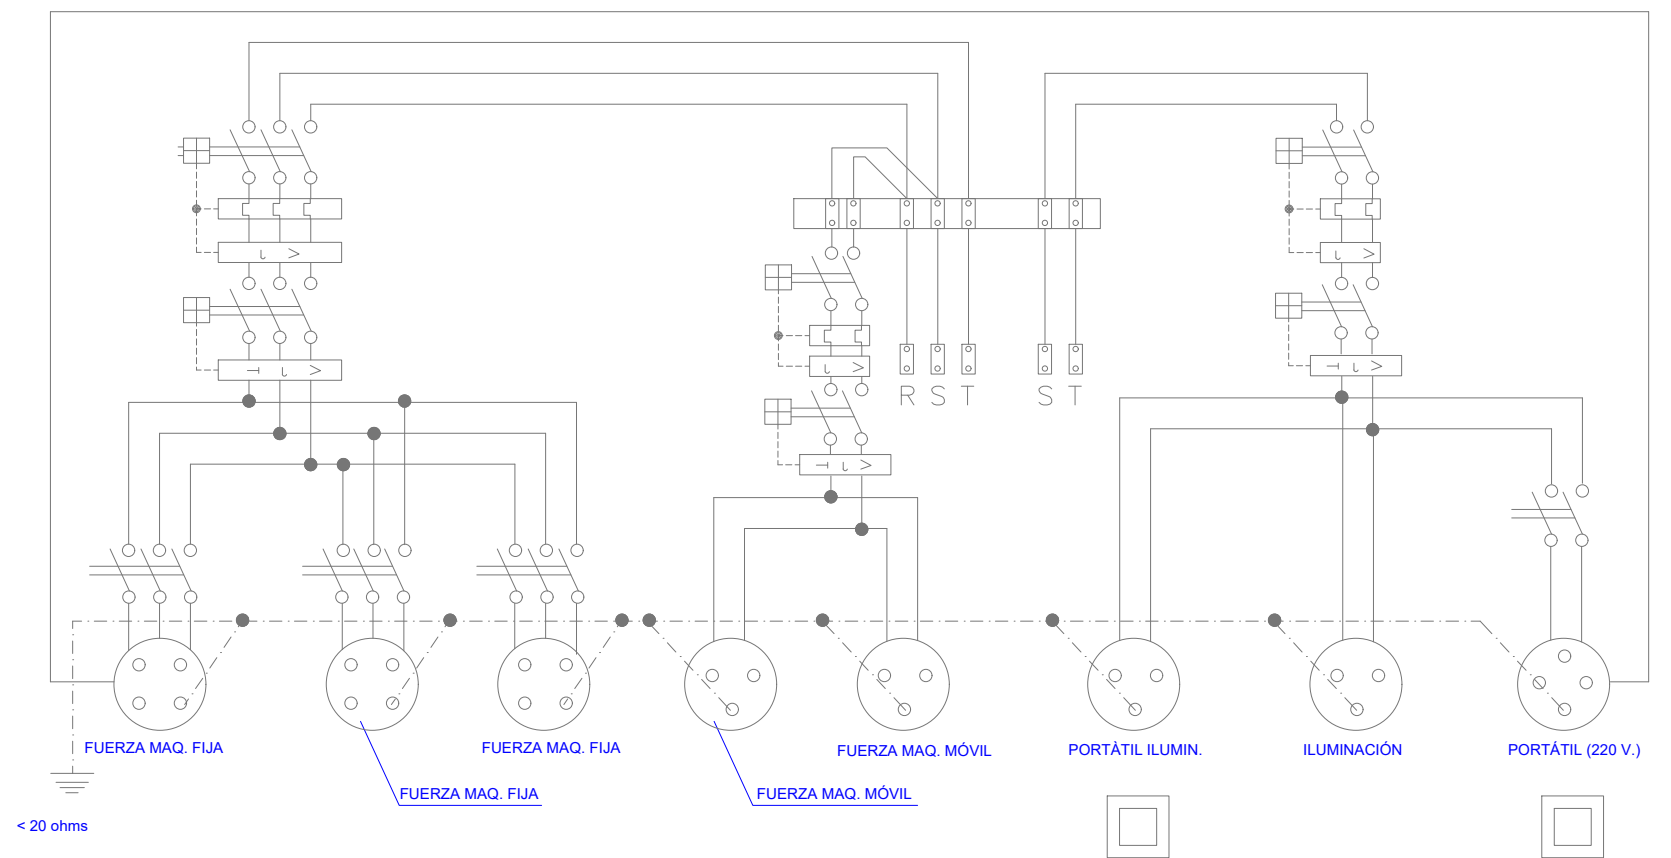 R S T S T
FUERZA MAQ. FIJA
FUERZA MAQ. FIJA
FUERZA MAQ. MÓVIL
PORTÀTIL ILUMIN.
ILUMINACIÓN
PORTÁTIL (220 V.)
FUERZA MAQ. FIJA
FUERZA MAQ. MÓVIL
< 20 ohms